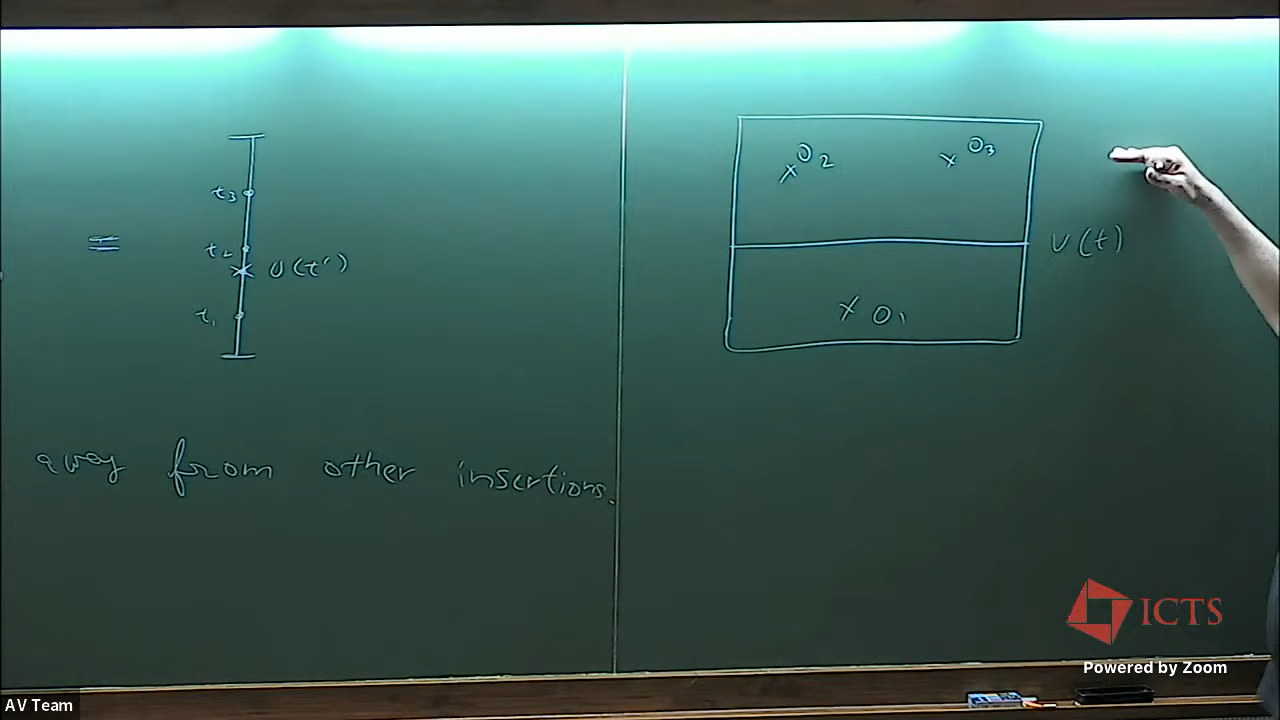 =
t₃
t₂
U(t')
t₁
away from other insertions.
x O₂
x O₃
U(t)
x O₁
ICTS
Powered by Zoom
AV Team